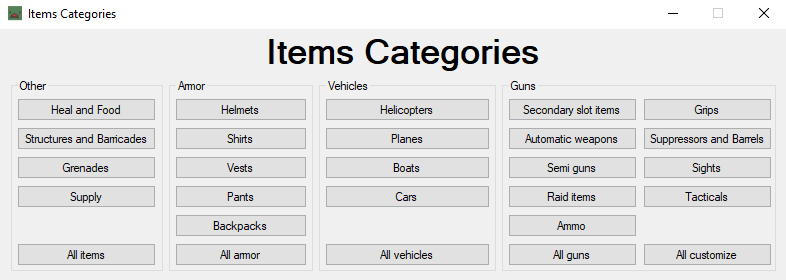 Items Categories
Items Categories
Other
Heal and Food
Structures and Barricades
Grenades
Supply
All items
Armor
Helmets
Shirts
Vests
Pants
Backpacks
All armor
Vehicles
Helicopters
Planes
Boats
Cars
All vehicles
Guns
Secondary slot items
Automatic weapons
Semi guns
Raid items
Ammo
All guns
Grips
Suppressors and Barrels
Sights
Tacticals
All customize